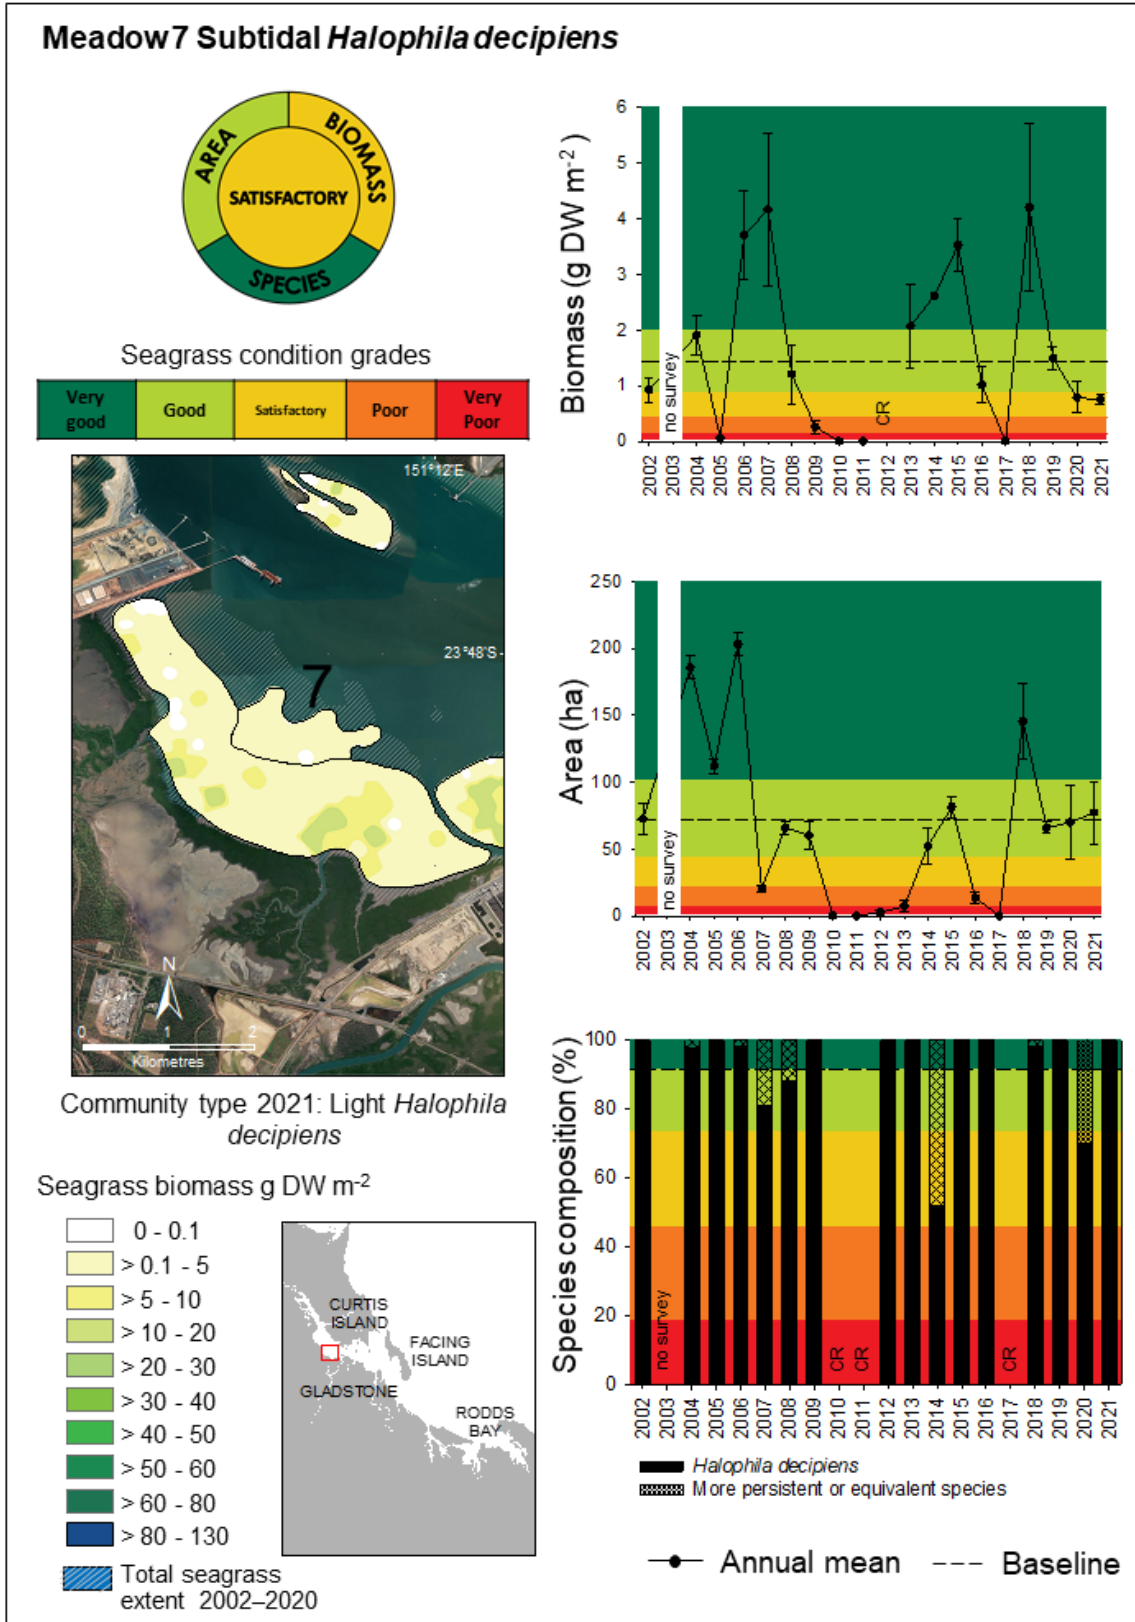 Meadow 7 Subtidal Halophila decipiens
AREA
BIOMASS
SATISFACTORY
SPECIES
Seagrass condition grades
Very good
Good
Satisfactory
Poor
Very Poor
151°12'E
23°48'S
7
N
0 1 2
Kilometres
Community type 2021: Light Halophila
decipiens
Seagrass biomass g DW m-2
0 - 0.1
> 0.1 - 5
> 5 - 10
> 10 - 20
> 20 - 30
> 30 - 40
> 40 - 50
> 50 - 60
> 60 - 80
> 80 - 130
Total seagrass
extent 2002–2020
CURTIS
ISLAND
FACING
ISLAND
GLADSTONE
RODDS
BAY
Biomass (g DW m-2)
6
5
4
3
2
1
0
no survey
CR
2002 2003 2004 2005 2006 2007 2008 2009 2010 2011 2012 2013 2014 2015 2016 2017 2018 2019 2020 2021
Area (ha)
250
200
150
100
50
0
no survey
2002 2003 2004 2005 2006 2007 2008 2009 2010 2011 2012 2013 2014 2015 2016 2017 2018 2019 2020 2021
Species composition (%)
100
80
60
40
20
0
no survey
CR
CR
CR
2002 2003 2004 2005 2006 2007 2008 2009 2010 2011 2012 2013 2014 2015 2016 2017 2018 2019 2020 2021
Halophila decipiens
More persistent or equivalent species
Annual mean
Baseline